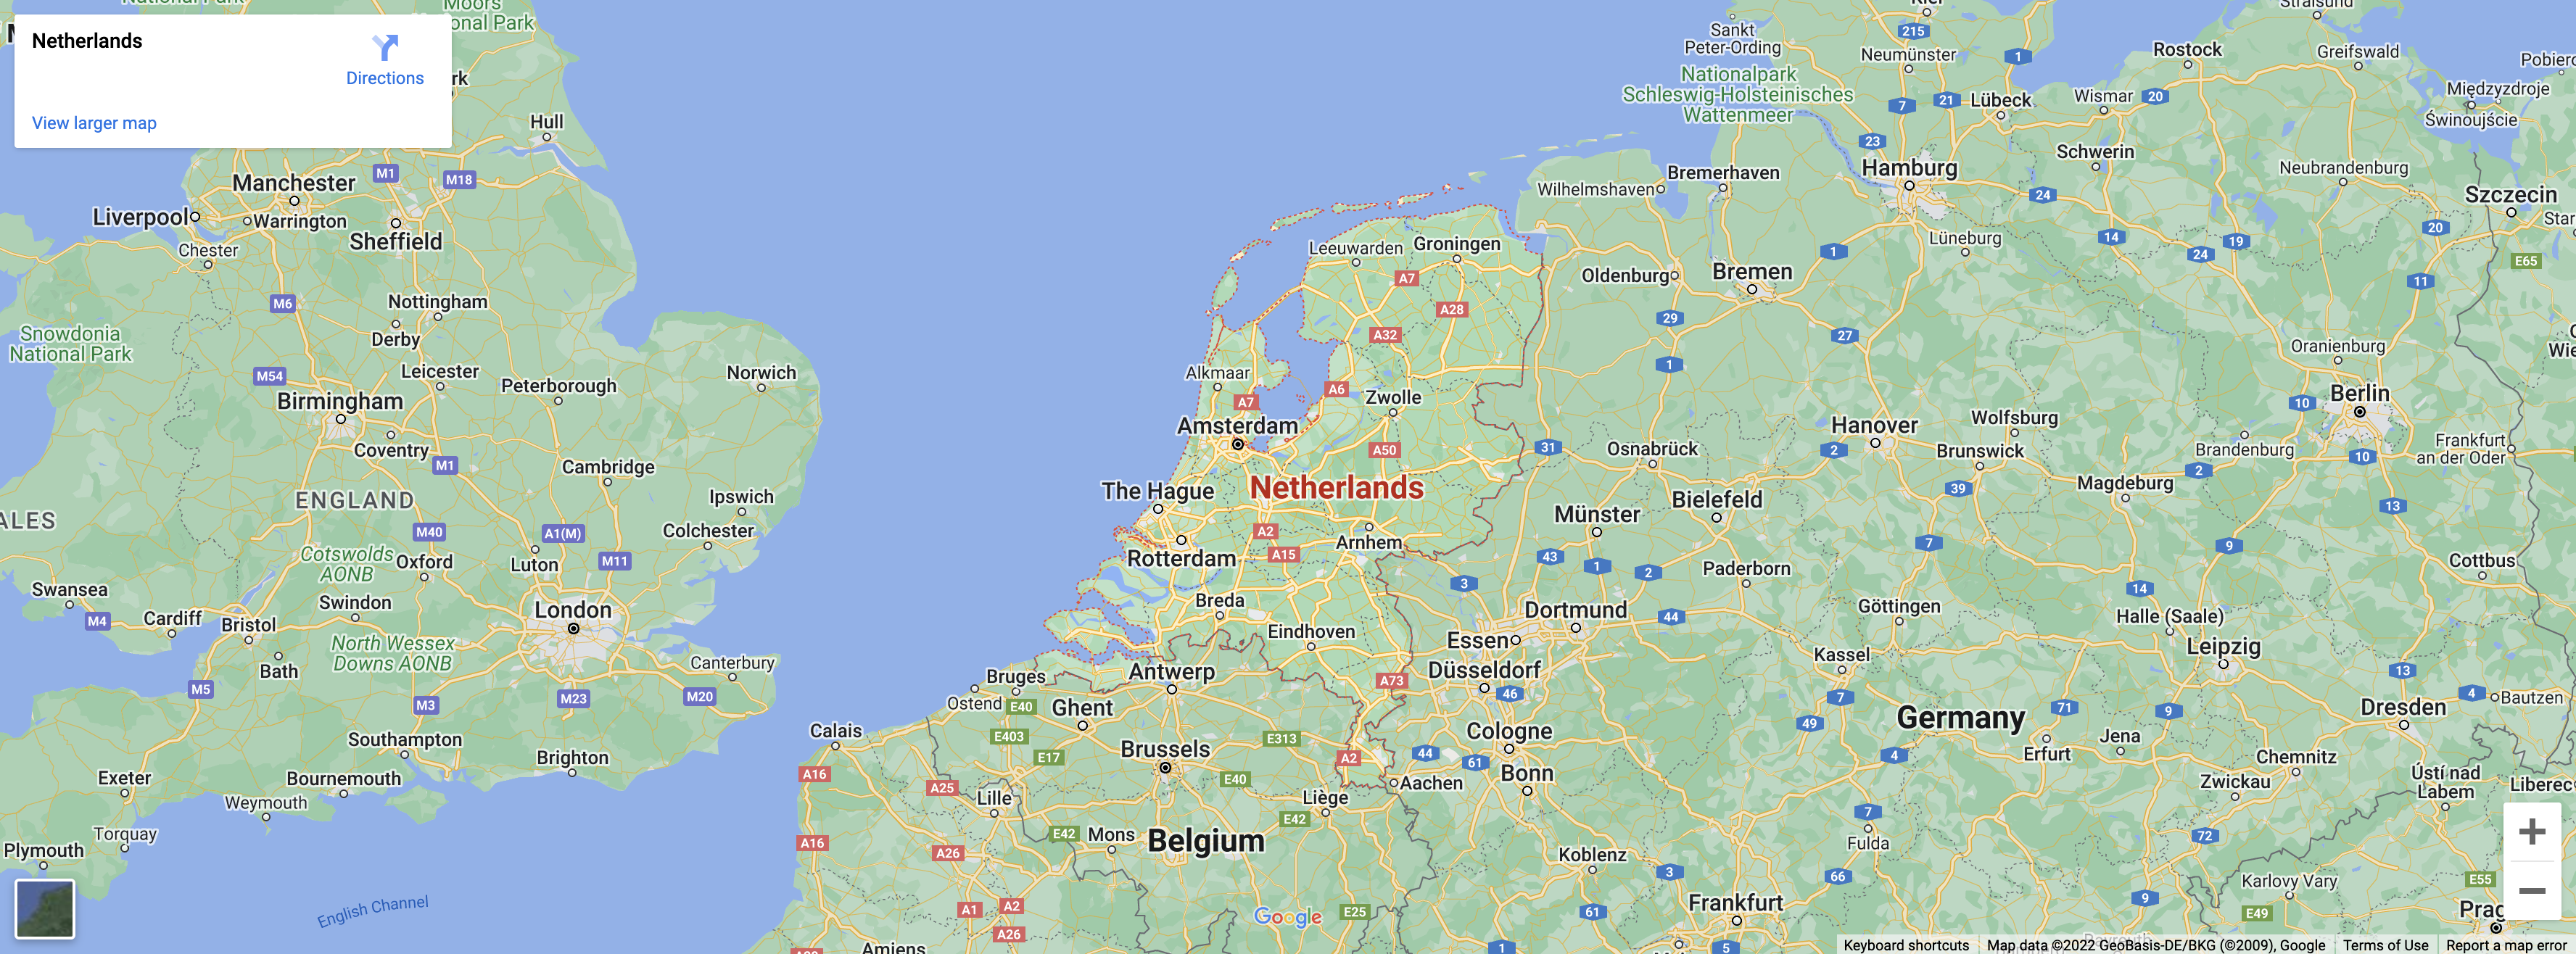 Netherlands
Directions
View larger map
Moors
onal Park
rk
Hull
Manchester
M1
M18
Liverpool
Warrington
Chester
Sheffield
M6
Nottingham
Derby
Snowdonia
National Park
Leicester
Peterborough
Norwich
M54
Birmingham
Coventry
M1
Cambridge
ENGLAND
Ipswich
Colchester
ALES
M40
A1(M)
M11
Cotswolds
AONB
Oxford
Luton
Swansea
M4
Cardiff
Bristol
Swindon
London
Bath
North Wessex
Downs AONB
Canterbury
M5
M3
M23
M20
Southampton
Brighton
Exeter
Bournemouth
Weymouth
Torquay
Plymouth
English Channel
Leeuwarden
Groningen
A7
A28
A32
Alkmaar
A6
A7
Zwolle
Amsterdam
A50
The Hague
Netherlands
A2
Rotterdam
A15
Arnhem
Breda
Eindhoven
A73
Bruges
Antwerp
Ostend
E40
Ghent
E403
E17
Brussels
E313
A2
E40
Calais
A16
A25
Lille
Liège
E42
A16
E42
Mons
Belgium
A26
A1
A2
A26
Amiens
Google
E25
Sankt
Peter-Ording
Nationalpark
Schleswig-Holsteinisches
Wattenmeer
Kiel
215
Neumünster
1
7
21
Lübeck
23
Stralsund
Rostock
Greifswald
Wismar
20
Międzyzdroje
Świnoujście
Wilhelmshaven
Bremerhaven
Hamburg
Schwerin
Neubrandenburg
Szczecin
24
Star
Oldenburg
Bremen
1
Lüneburg
14
24
19
20
E65
11
29
27
1
Oranienburg
10
Berlin
Hanover
Wolfsburg
31
Osnabrück
2
Brunswick
Brandenburg
2
10
Frankfurt
an der Oder
39
Magdeburg
13
Münster
Bielefeld
43
1
2
3
Paderborn
7
9
Cottbus
14
Dortmund
44
Göttingen
Halle (Saale)
Essen
Düsseldorf
46
Kassel
Leipzig
13
4
Bautzen
7
49
Germany
71
9
Dresden
Cologne
44
61
Aachen
Bonn
4
Erfurt
Jena
Chemnitz
Zwickau
Ústí nad
Labem
Liberec
7
Fulda
72
Koblenz
3
66
Karlovy Vary
E55
61
Frankfurt
9
E49
Prag
1
5
Keyboard shortcuts
Map data ©2022 GeoBasis-DE/BKG (©2009), Google
Terms of Use
Report a map error